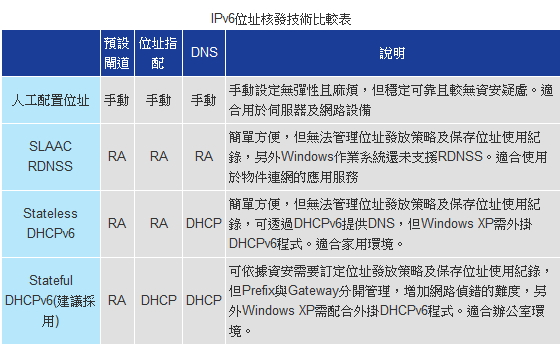 IPv6位址核發技術比較表
預設閘道 位址指配 DNS 說明
人工配置位址 手動 手動 手動 手動設定無彈性且麻煩，但穩定可靠且較無資安疑慮。適
合用於伺服器及網路設備
SLAAC
RDNSS
RA RA RA
簡單方便，但無法管理位址發放策略及保存位址使用紀
錄，另外Windows作業系統還未支援RDNSS。適合使用
於物件連網的應用服務
Stateless
DHCPv6
RA RA DHCP
簡單方便，但無法管理位址發放策略及保存位址使用紀
錄，可透過DHCPv6提供DNS，但Windows XP需外掛
DHCPv6程式。適合家用環境。
Stateful
DHCPv6(建議採
用)
RA DHCP DHCP
可依據資安需要訂定位址發放策略及保存位址使用紀錄，
但Prefix與Gateway分開管理，增加網路偵錯的難度，另
外Windows XP需配合外掛DHCPv6程式。適合辦公室環
境。